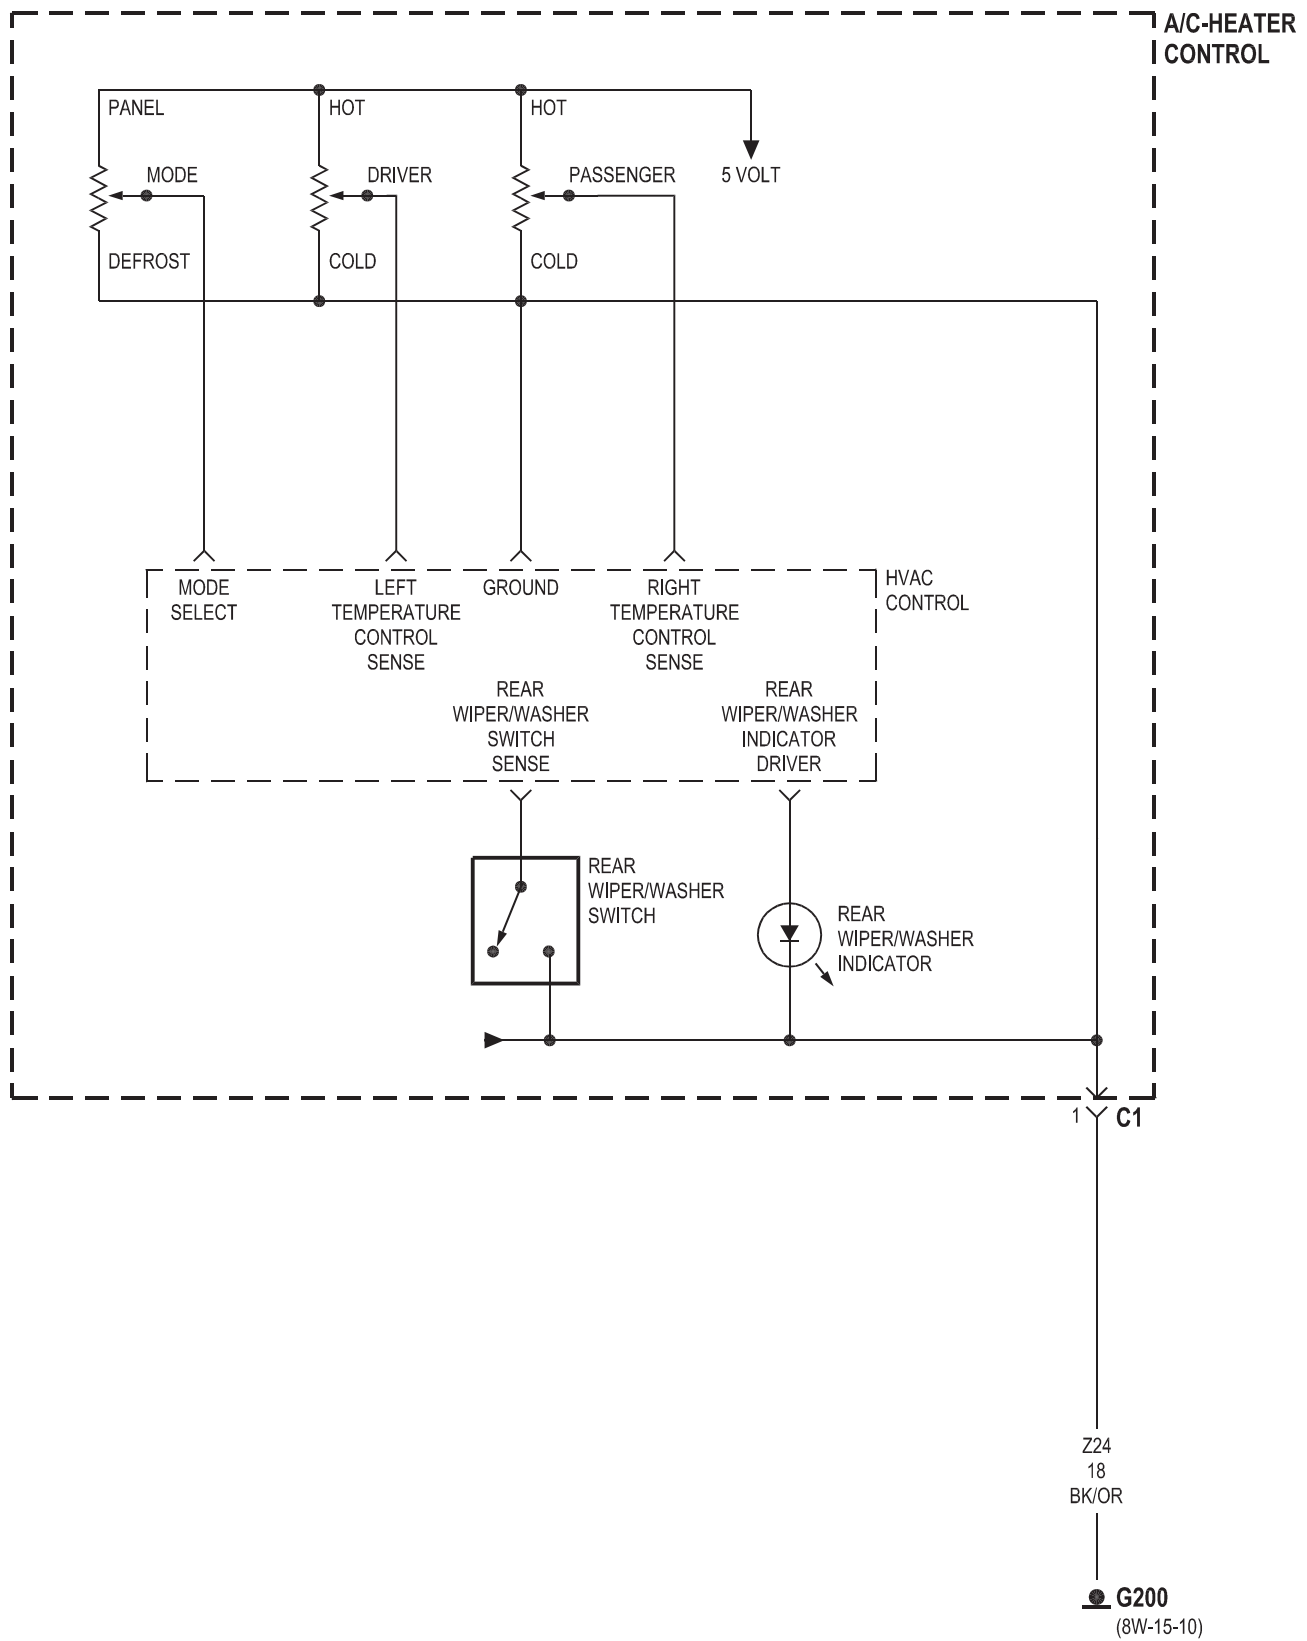 A/C-HEATER
CONTROL
PANEL
HOT
HOT
MODE
DRIVER
PASSENGER
5 VOLT
DEFROST
COLD
COLD
MODE
SELECT
LEFT
TEMPERATURE
CONTROL
SENSE
GROUND
RIGHT
TEMPERATURE
CONTROL
SENSE
HVAC
CONTROL
REAR
WIPER/WASHER
SWITCH
SENSE
REAR
WIPER/WASHER
INDICATOR
DRIVER
REAR
WIPER/WASHER
SWITCH
REAR
WIPER/WASHER
INDICATOR
1
C1
Z24
18
BK/OR
G200
(8W-15-10)